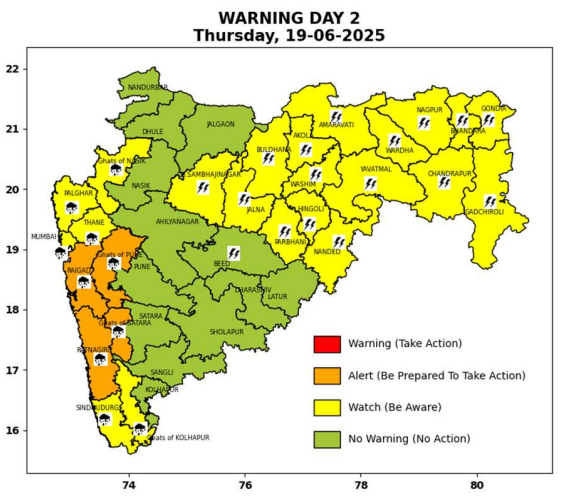 WARNING DAY 2
Thursday, 19-06-2025
22
21
20
19
18
17
16
74
76
78
80
NANDURBAR
DHULE
JALGAON
Ghats of NASIK
NASIK
PALGHAR
THANE
MUMBAI
RAIGAD
Ghats of PUNE
PUNE
AHILYANAGAR
SAMBHAJINAGAR
JALNA
BULDHANA
AKOLA
AMARAVATI
WASHIM
HINGOLI
PARBHANI
NANDED
YAVATMAL
WARDHA
NAGPUR
BHANDARA
GONDIA
CHANDRAPUR
GADCHIROLI
BEED
DHARASHIV
LATUR
SHOLAPUR
SATARA
Ghats of SATARA
RATNAGIRI
SANGLI
KOLHAPUR
SINDHUDURG
Ghats of KOLHAPUR
Warning (Take Action)
Alert (Be Prepared To Take Action)
Watch (Be Aware)
No Warning (No Action)